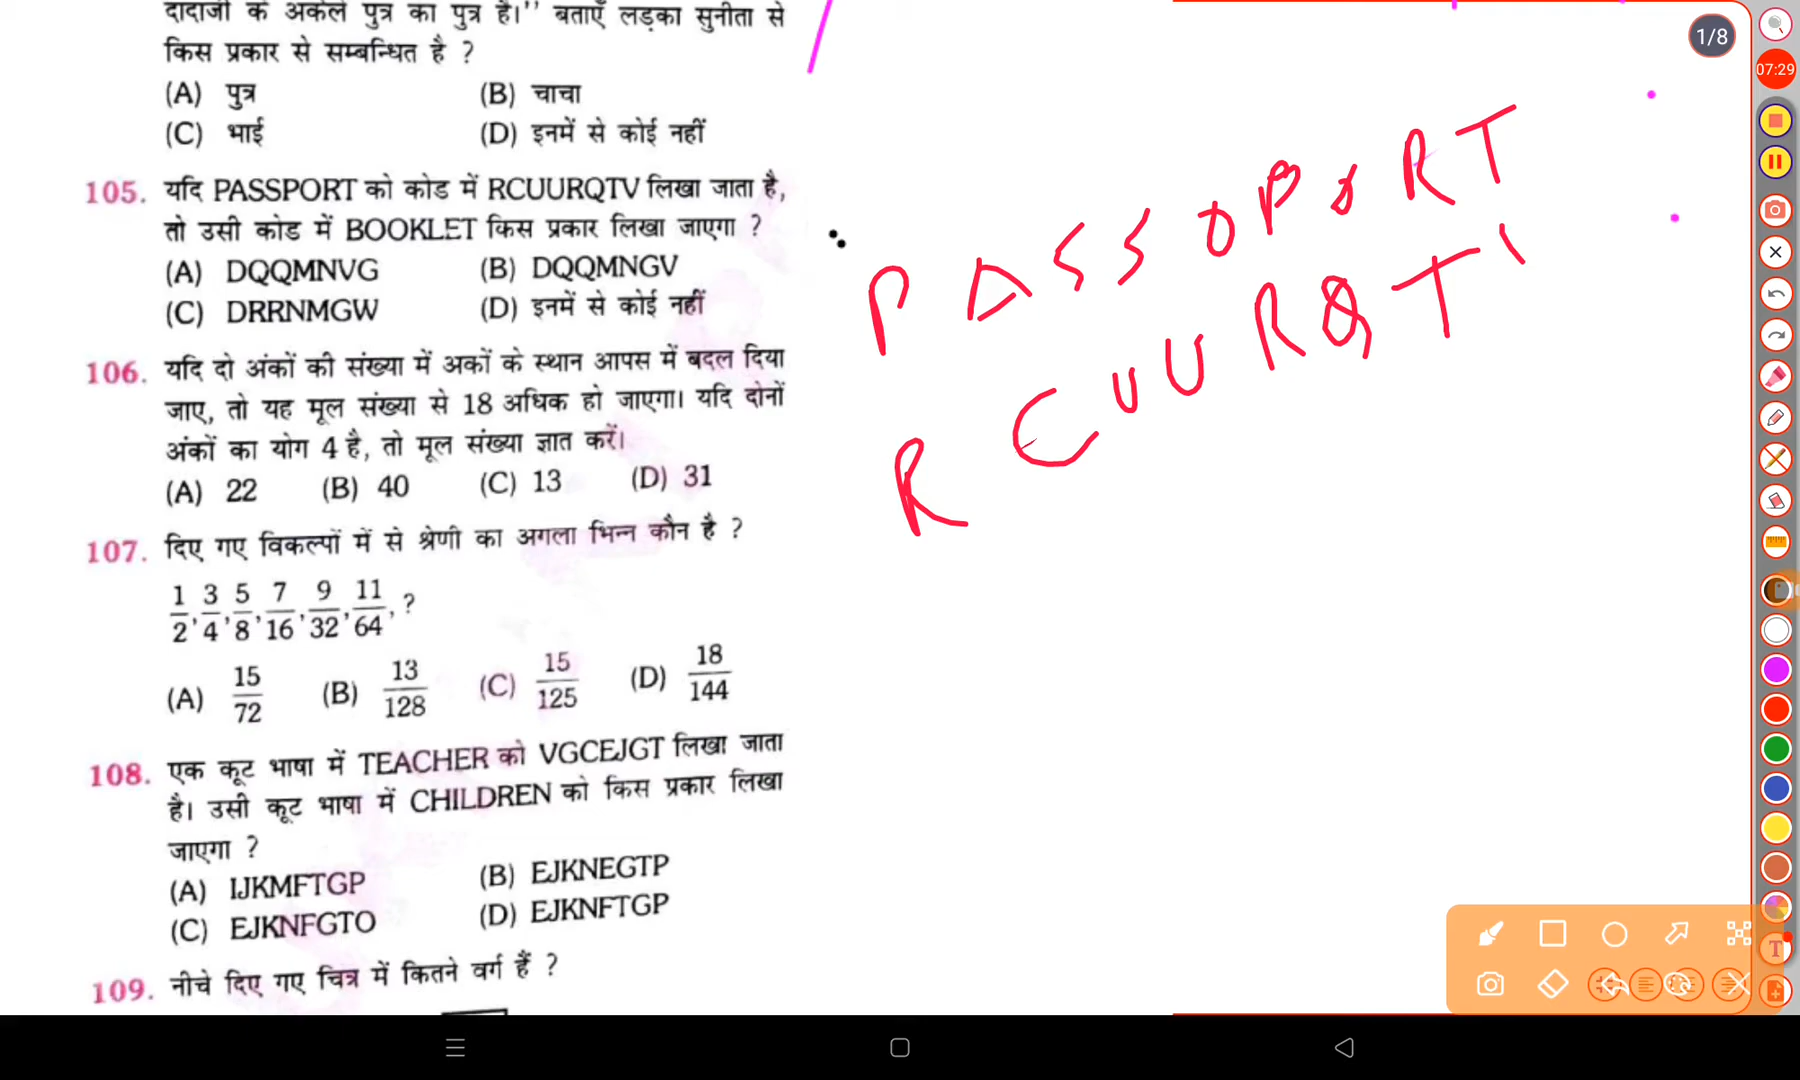 दादाजी के अकेले पुत्र का पुत्र है।'' बताएँ लड़का सुनीता से
किस प्रकार से सम्बन्धित है ?
(A) पुत्र (B) चाचा
(C) भाई (D) इनमें से कोई नहीं
105. यदि PASSPORT को कोड में RCUURQTV लिखा जाता है,
तो उसी कोड में BOOKLET किस प्रकार लिखा जाएगा ?
(A) DQQMNVG (B) DQQMNGV
(C) DRRNMGW (D) इनमें से कोई नहीं
106. यदि दो अंकों की संख्या में अकों के स्थान आपस में बदल दिया
जाए, तो यह मूल संख्या से 18 अधिक हो जाएगा। यदि दोनों
अंकों का योग 4 है, तो मूल संख्या ज्ञात करें।
(A) 22 (B) 40 (C) 13 (D) 31
107. दिए गए विकल्पों में से श्रेणी का अगला भिन्न कौन है ?
1/2, 3/4, 5/8, 7/16, 9/32, 11/64, ?
(A) 15/72 (B) 13/128 (C) 15/125 (D) 18/144
108. एक कूट भाषा में TEACHER को VGCEJGT लिखा जाता
है। उसी कूट भाषा में CHILDREN को किस प्रकार लिखा
जाएगा ?
(A) IJKMFTGP (B) EJKNEGTP
(C) EJKNFGTO (D) EJKNFTGP
109. नीचे दिए गए चित्र में कितने वर्ग हैं ?
PASSOPORT
RCUURQT
1/8
07:29
T